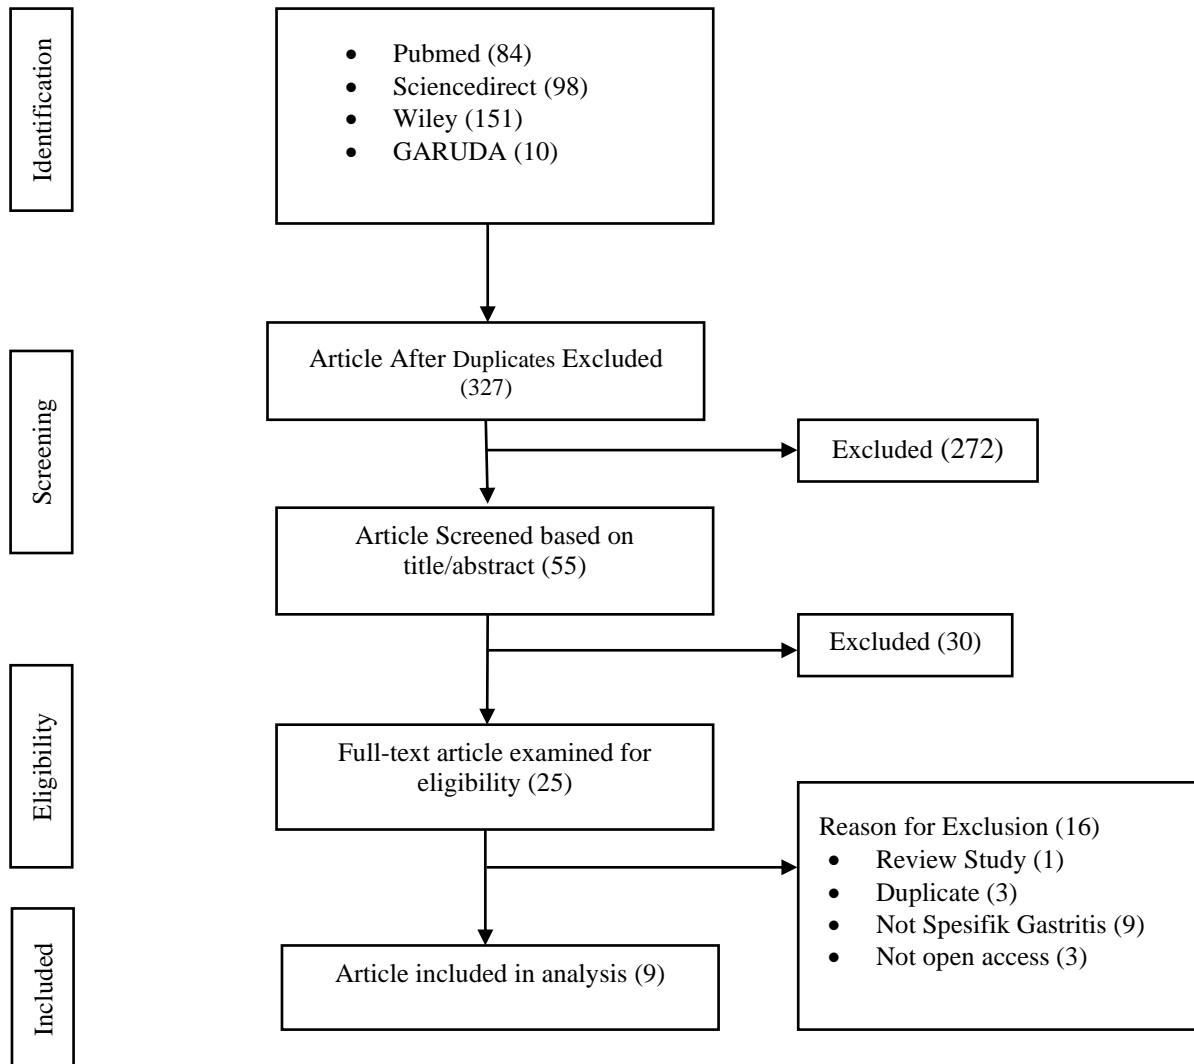 Identification
• Pubmed (84)
• Sciencedirect (98)
• Wiley (151)
• GARUDA (10)
Screening
Article After Duplicates Excluded
(327)
Excluded (272)
Article Screened based on
title/abstract (55)
Excluded (30)
Eligibility
Full-text article examined for
eligibility (25)
Reason for Exclusion (16)
• Review Study (1)
• Duplicate (3)
• Not Spesifik Gastritis (9)
• Not open access (3)
Included
Article included in analysis (9)